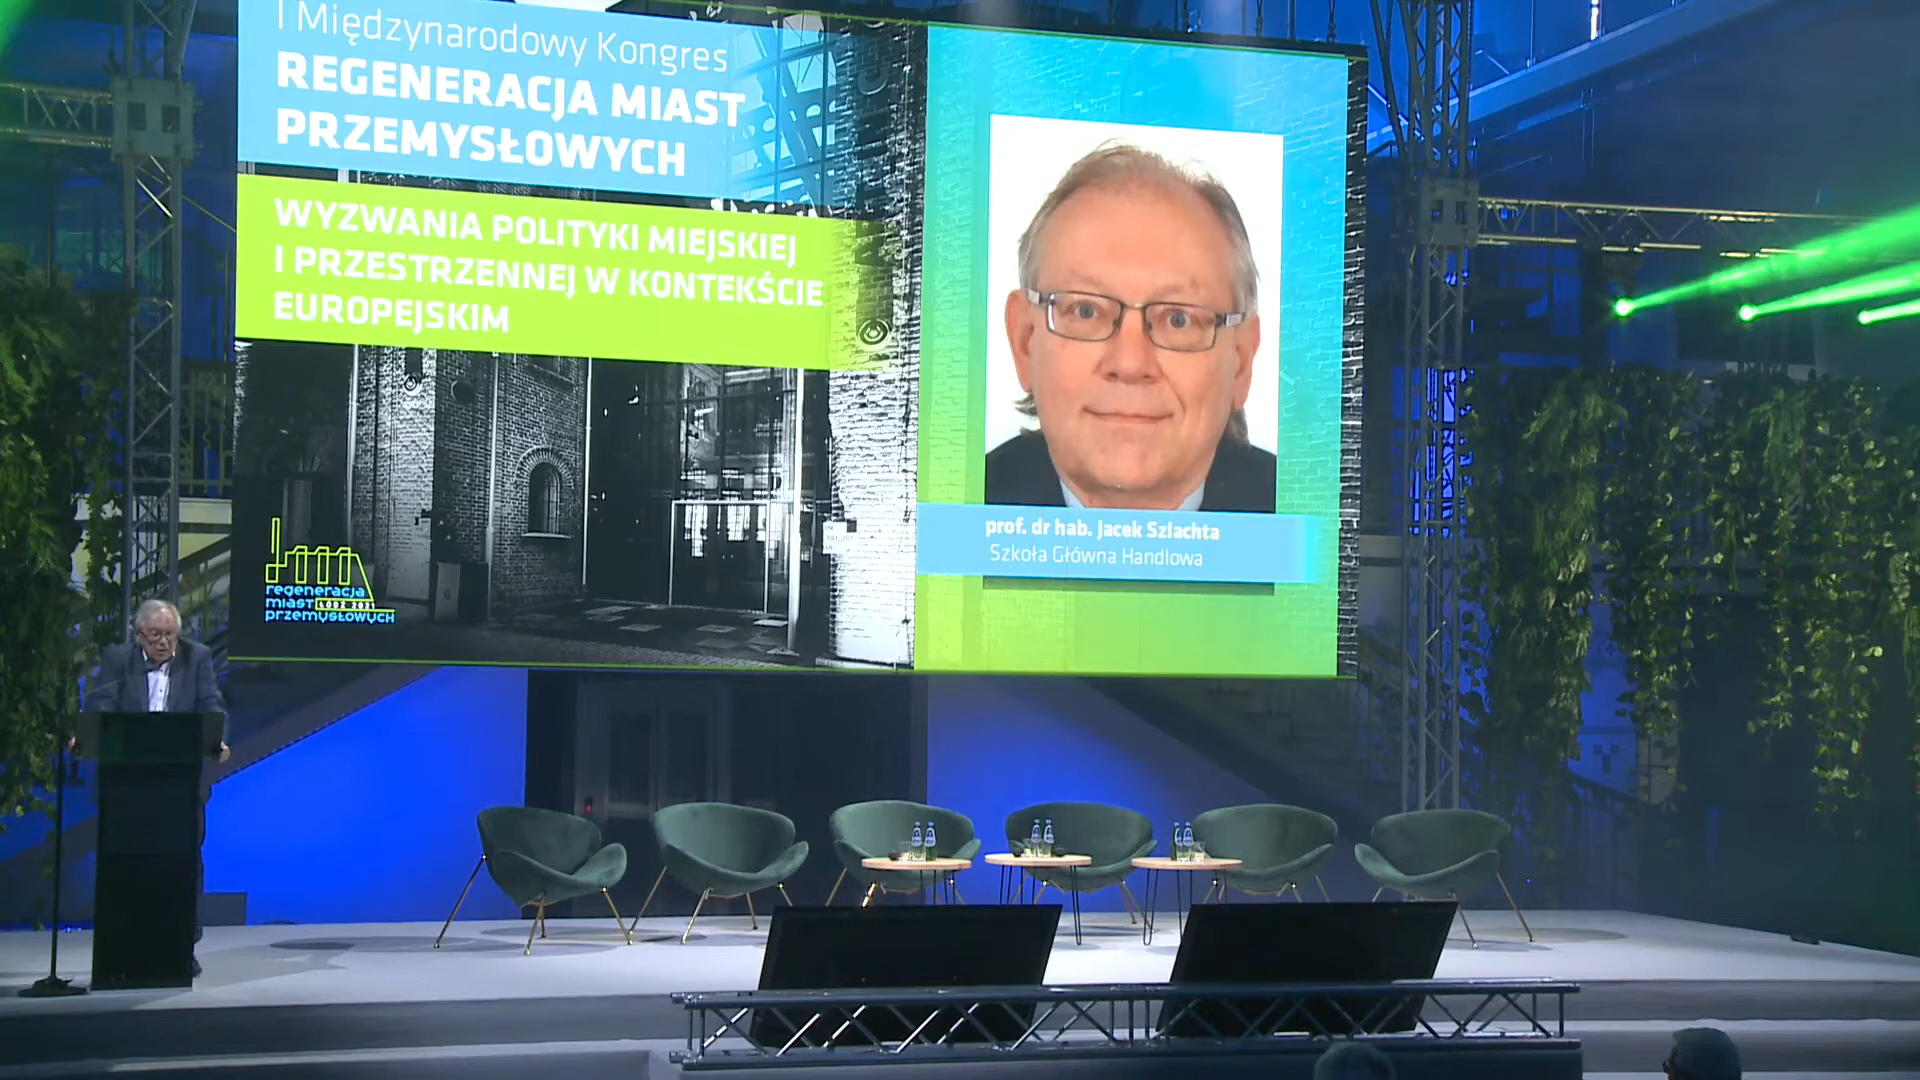 I Międzynarodowy Kongres
REGENERACJA MIAST
PRZEMYSŁOWYCH
WYZWANIA POLITYKI MIEJSKIEJ
I PRZESTRZENNEJ W KONTEKŚCIE
EUROPEJSKIM
prof. dr hab. Jacek Szlachta
Szkoła Główna Handlowa
regeneracja
miast ŁÓDŹ 2021
przemysłowych